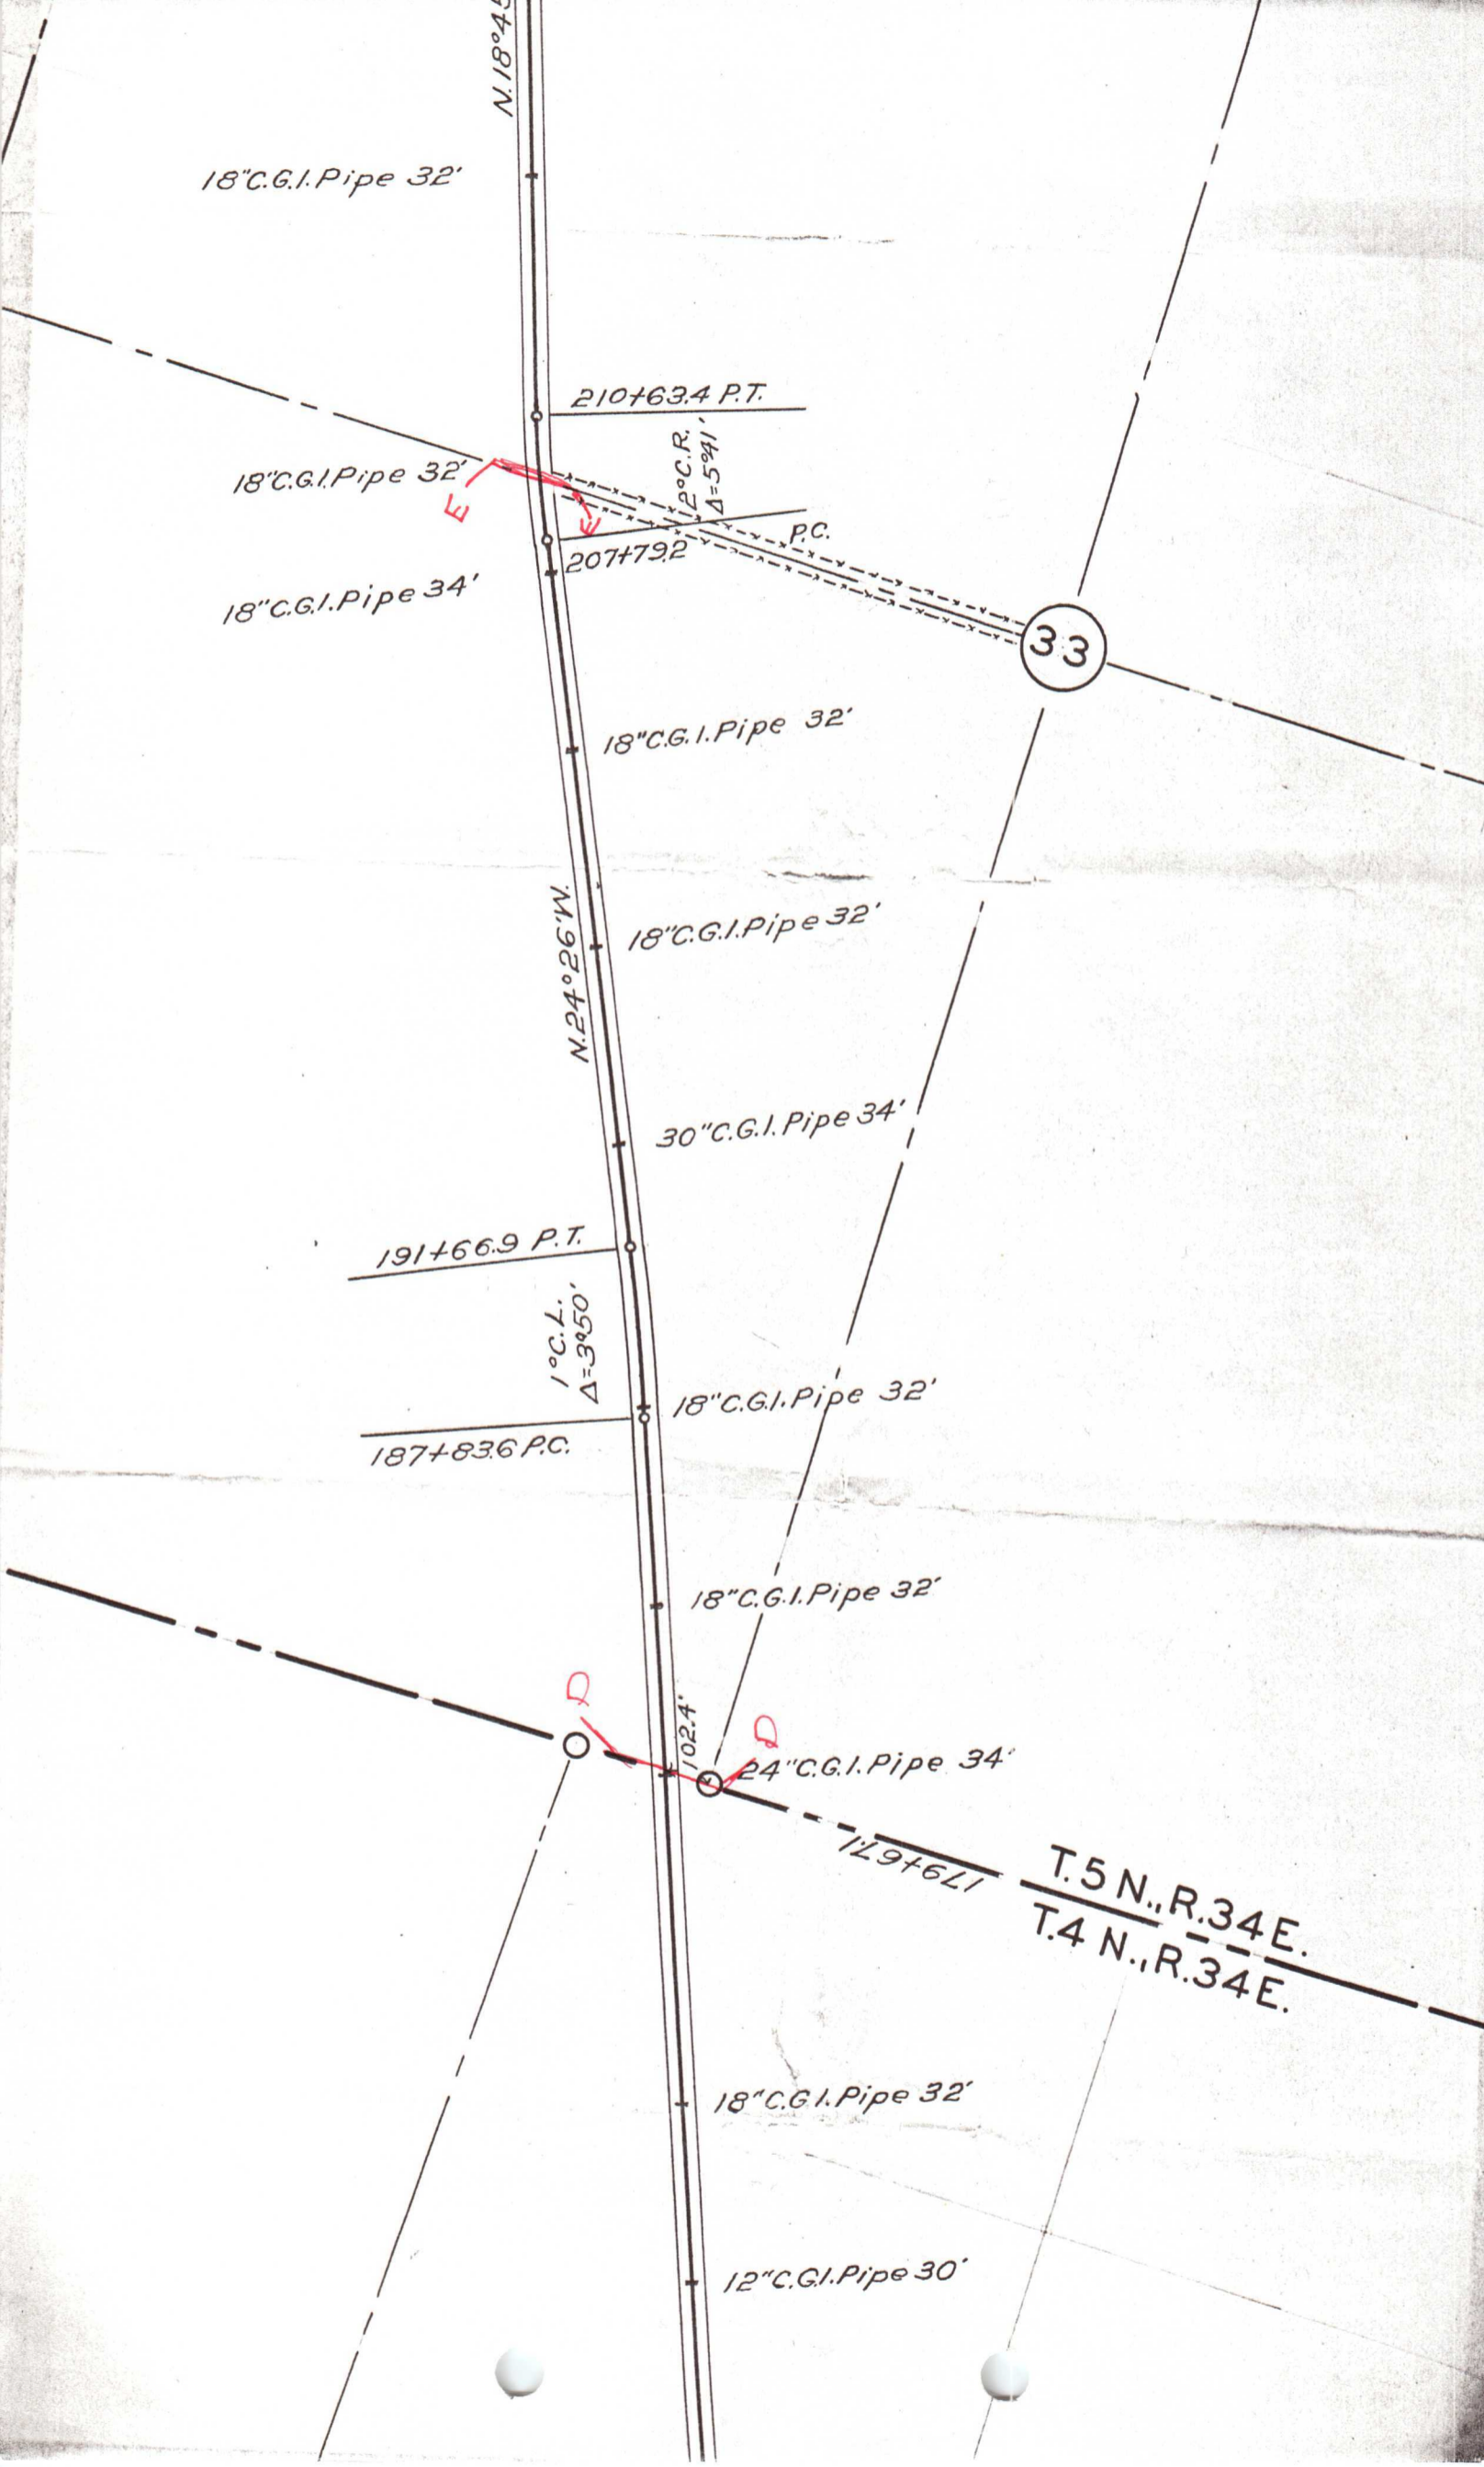 N.18°45
18"C.G.I.Pipe 32'
210+63.4 P.T.
2°C.R.
Δ=5°41'
18"C.G.I.Pipe 32'
E
E
P.C.
207+79.2
18"C.G.I.Pipe 34'
33
18"C.G.I.Pipe 32'
18"C.G.I.Pipe 32'
N.24°26'W.
30"C.G.I.Pipe 34'
191+66.9 P.T.
1°C.L.
Δ=3°50'
18"C.G.I.Pipe 32'
187+83.6 P.C.
18"C.G.I.Pipe 32'
D
D
102.4'
24"C.G.I.Pipe 34'
179+67.1
T.5 N.,R.34E.
T.4 N.,R.34E.
18"C.G.I.Pipe 32'
12"C.G.I.Pipe 30'